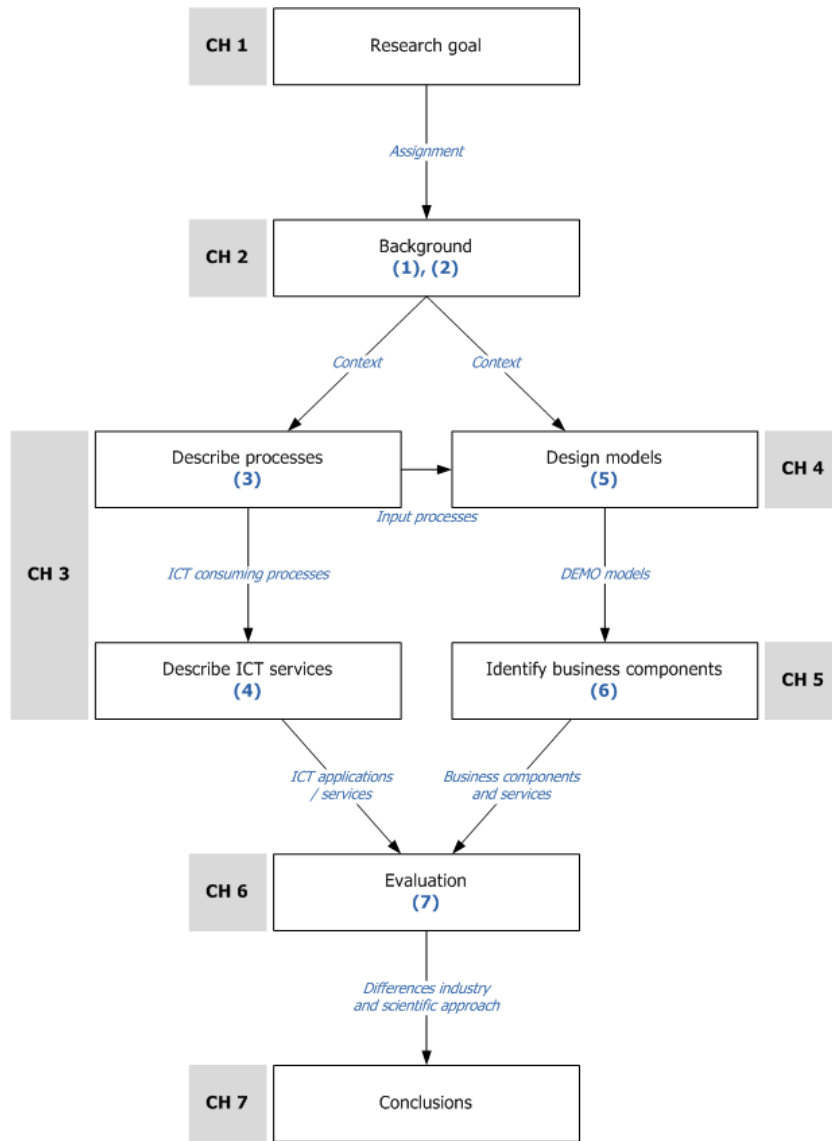 CH 1
Research goal
Assignment
CH 2
Background
(1), (2)
Context
Context
CH 3
Describe processes
(3)
Design models
(5)
CH 4
Input processes
ICT consuming processes
DEMO models
Describe ICT services
(4)
Identify business components
(6)
CH 5
ICT applications
/ services
Business components
and services
CH 6
Evaluation
(7)
Differences industry
and scientific approach
CH 7
Conclusions